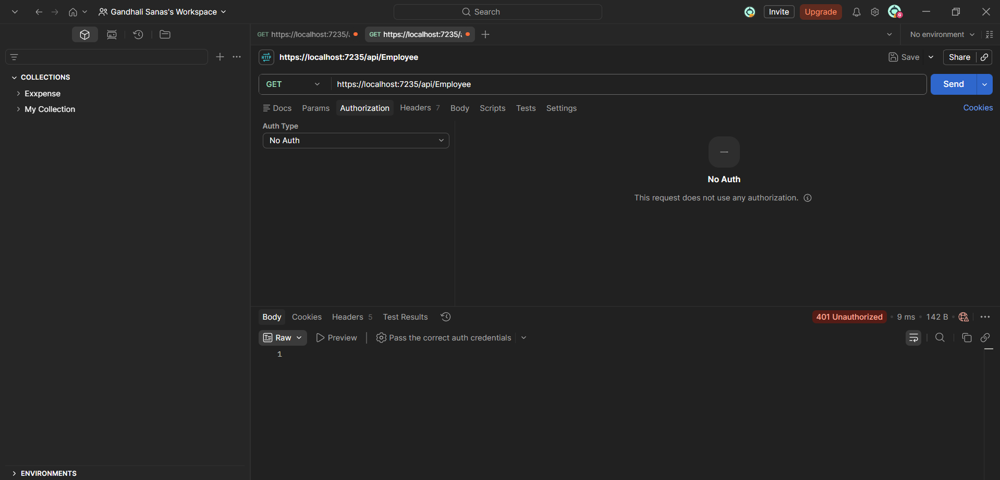 Gandhali Sanas's Workspace
Search
Invite
Upgrade
G
GET https://localhost:7235/
GET https://localhost:7235/
No environment
HTTP
https://localhost:7235/api/Employee
Save
Share
COLLECTIONS
Exxpense
My Collection
GET
https://localhost:7235/api/Employee
Send
Docs
Params
Authorization
Headers 7
Body
Scripts
Tests
Settings
Cookies
Auth Type
No Auth
No Auth
This request does not use any authorization.
Body
Cookies
Headers 5
Test Results
401 Unauthorized
9 ms
142 B
Raw
Preview
Pass the correct auth credentials
1
ENVIRONMENTS